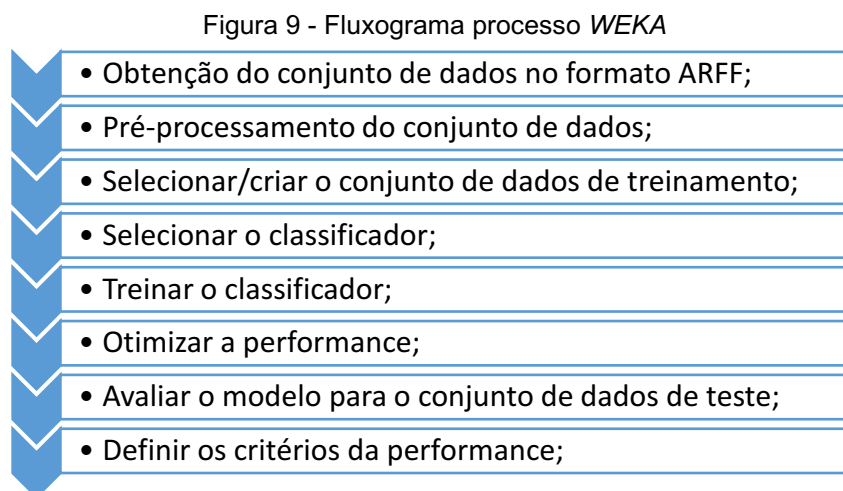 Figura 9 - Fluxograma processo WEKA
• Obtenção do conjunto de dados no formato ARFF;
• Pré-processamento do conjunto de dados;
• Selecionar/criar o conjunto de dados de treinamento;
• Selecionar o classificador;
• Treinar o classificador;
• Otimizar a performance;
• Avaliar o modelo para o conjunto de dados de teste;
• Definir os critérios da performance;